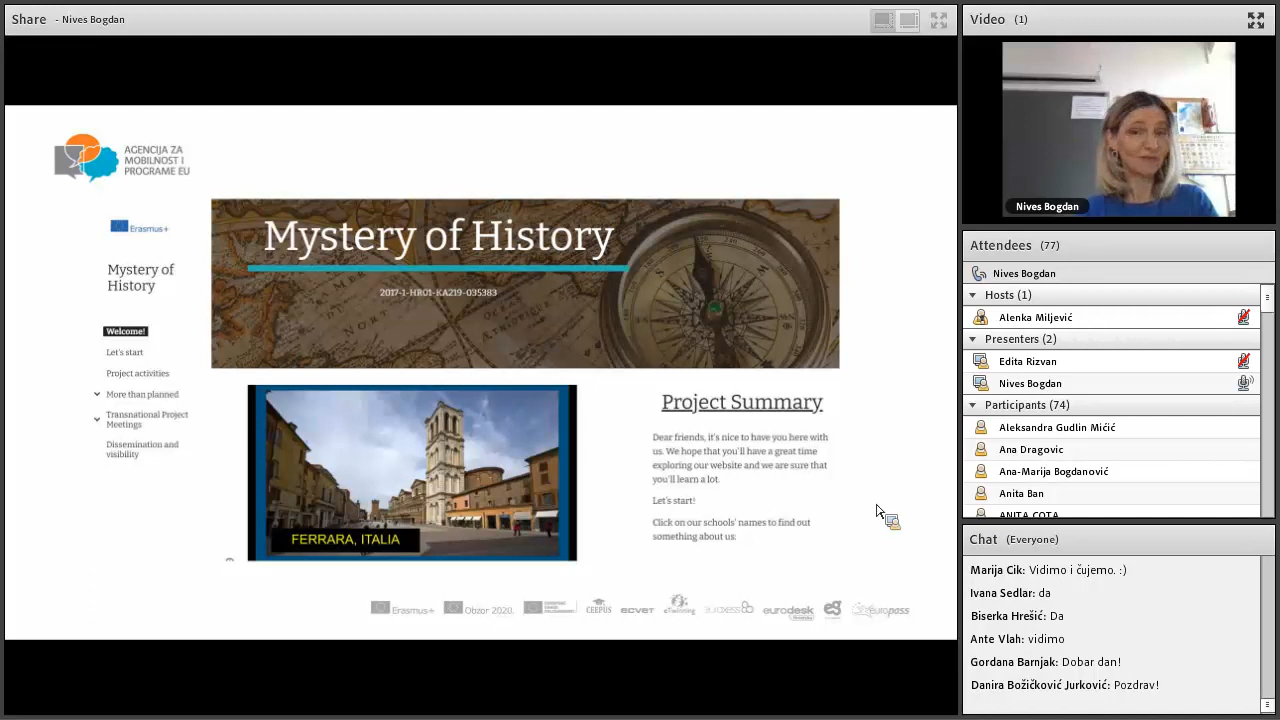 Share - Nives Bogdan
AGENCIJA ZA
MOBILNOST I
PROGRAME EU
Erasmus+
Mystery of
History
Welcome!
Let's start
Project activities
More than planned
Transnational Project
Meetings
Dissemination and
visibility
Mystery of History
2017-1-HR01-KA219-035383
FERRARA, ITALIA
Project Summary
Dear friends, it's nice to have you here with
us. We hope that you'll have a great time
exploring our website and we are sure that
you'll learn a lot.
Let's start!
Click on our schools' names to find out
something about us:
Erasmus+
Obzor 2020.
CEEPUS
ecvet
eTwinning
euraxess
eurodesk
eg
europass
Video (1)
Nives Bogdan
Attendees (77)
Nives Bogdan
Hosts (1)
Alenka Miljević
Presenters (2)
Edita Rizvan
Nives Bogdan
Participants (74)
Aleksandra Gudlin Mićić
Ana Dragovic
Ana-Marija Bogdanović
Anita Ban
ANITA COTA
Chat (Everyone)
Marija Cik: Vidimo i čujemo. :)
Ivana Sedlar: da
Biserka Hrešić: Da
Ante Vlah: vidimo
Gordana Barnjak: Dobar dan!
Danira Božičković Jurković: Pozdrav!